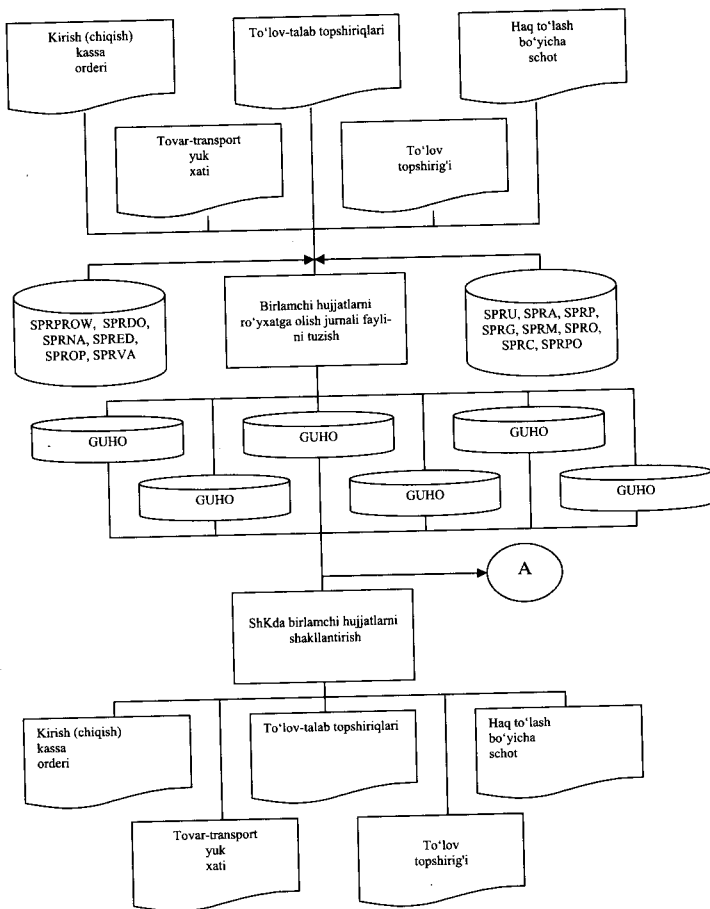 Kirish (chiqish)
kassa
orderi
To‘lov-talab topshiriqlari
Haq to‘lash
bo‘yicha
schot
Tovar-transport
yuk
xati
To‘lov
topshirig'i
SPRPROW, SPRDO,
SPRNA, SPRED,
SPROP, SPRVA
Birlamchi hujjatlarni
ro‘yxatga olish jurnali fayli-
ni tuzish
SPRU, SPRA, SPRP,
SPRG, SPRM, SPRO,
SPRC, SPRPO
GUHO
GUHO
GUHO
GUHO
GUHO
GUHO
A
ShKda birlamchi hujjatlarni
shakllantirish
Kirish (chiqish)
kassa
orderi
To‘lov-talab topshiriqlari
Haq to‘lash
bo‘yicha
schot
Tovar-transport
yuk
xati
To‘lov
topshirig'i